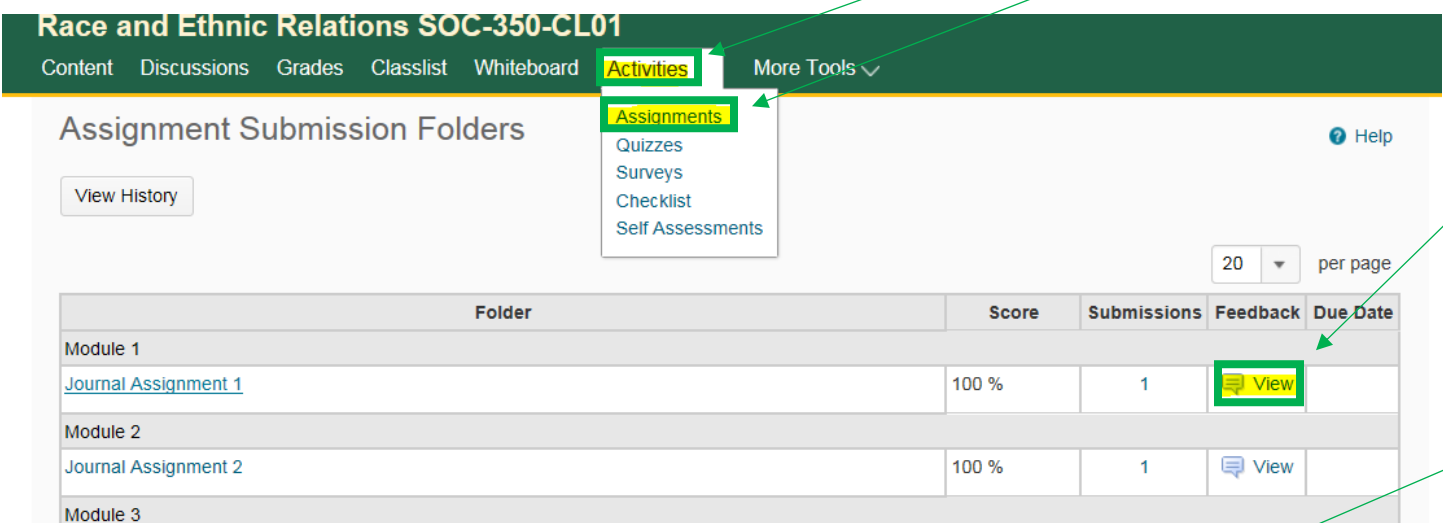 Race and Ethnic Relations SOC-350-CL01
Content Discussions Grades Classlist Whiteboard Activities More Tools
Assignments
Quizzes
Surveys
Checklist
Self Assessments
Assignment Submission Folders
Help
View History
20 per page
Folder Score Submissions Feedback Due Date
Module 1
Journal Assignment 1 100 % 1 View
Module 2
Journal Assignment 2 100 % 1 View
Module 3